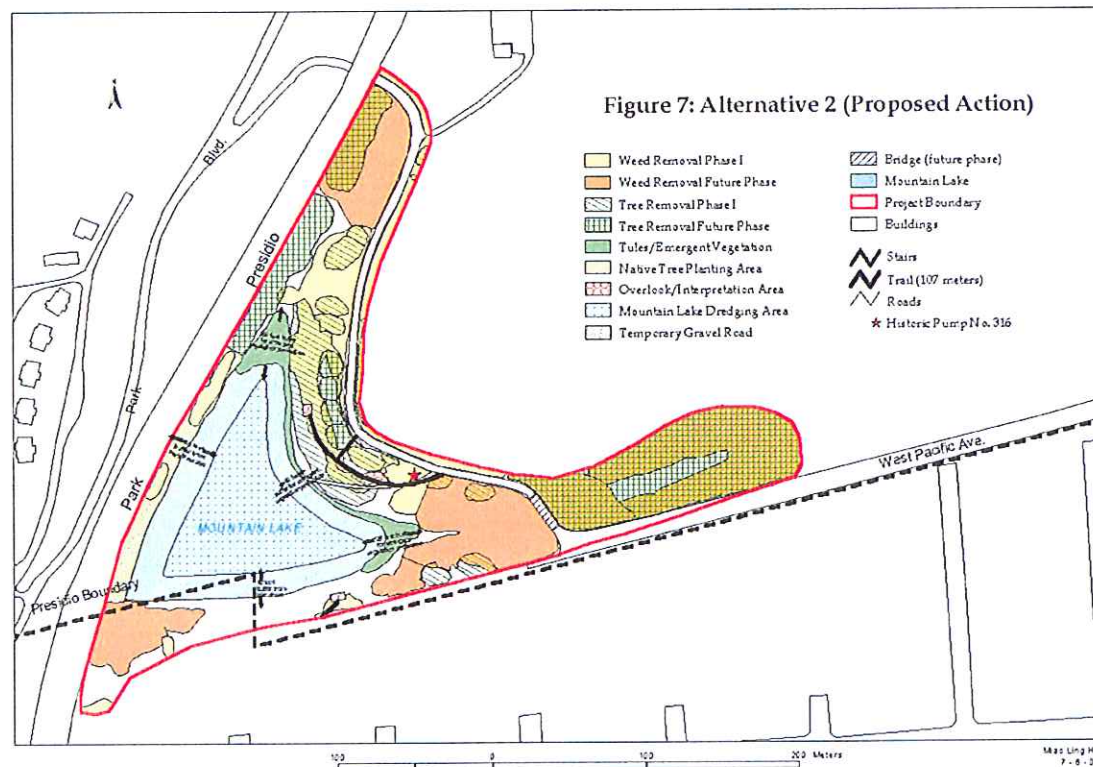 Figure 7: Alternative 2 (Proposed Action)
Weed Removal Phase I
Weed Removal Future Phase
Tree Removal Phase I
Tree Removal Future Phase
Tules/Emergent Vegetation
Native Tree Planting Area
Overlook/Interpretation Area
Mountain Lake Dredging Area
Temporary Gravel Road
Bridge (future phase)
Mountain Lake
Project Boundary
Buildings
Stairs
Trail (107 meters)
Roads
Historic Pump No. 316
Blvd.
Presidio
Park
Park
West Pacific Ave.
MOUNTAIN LAKE
Presidio Boundary
100 0 100 200 Meters
Miao Ling